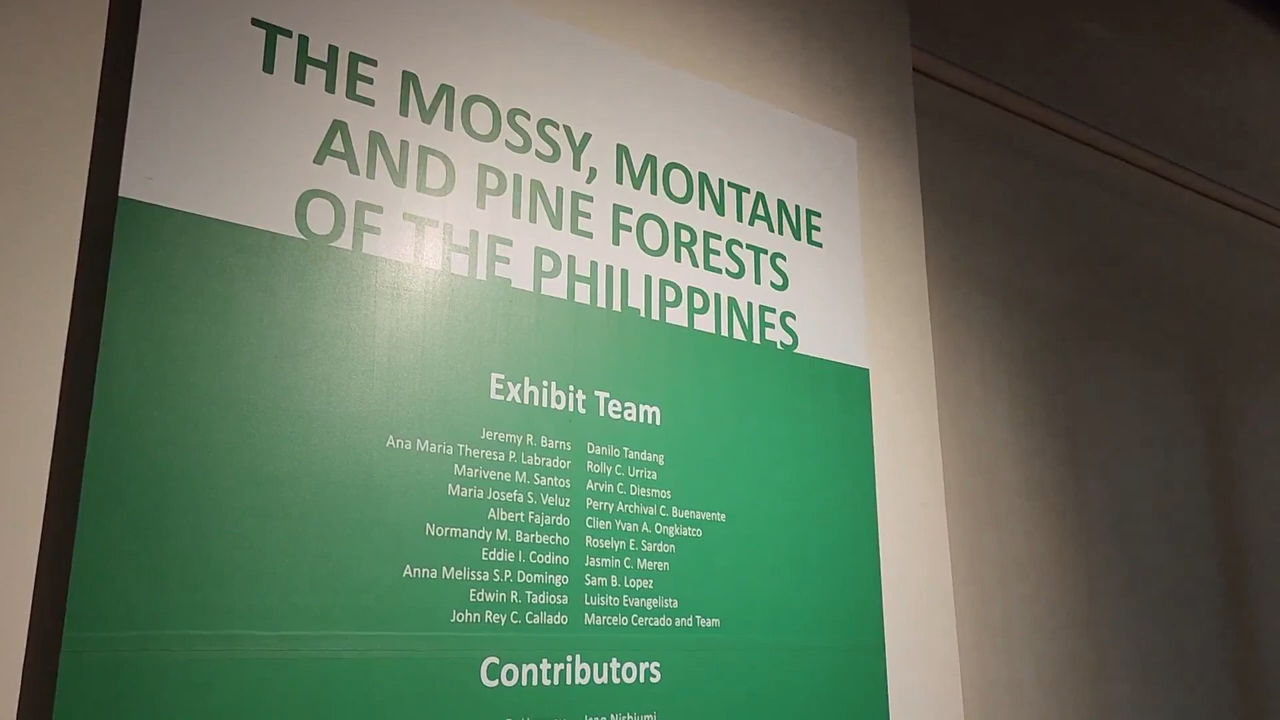 THE MOSSY, MONTANE
AND PINE FORESTS
OF THE PHILIPPINES
Exhibit Team
Jeremy R. Barns
Ana Maria Theresa P. Labrador
Marivene M. Santos
Maria Josefa S. Veluz
Albert Fajardo
Normandy M. Barbecho
Eddie I. Codino
Anna Melissa S.P. Domingo
Edwin R. Tadiosa
John Rey C. Callado
Danilo Tandang
Rolly C. Urriza
Arvin C. Diesmos
Perry Archival C. Buenavente
Clien Yvan A. Ongkiatco
Roselyn E. Sardon
Jasmin C. Meren
Sam B. Lopez
Luisito Evangelista
Marcelo Cercado and Team
Contributors